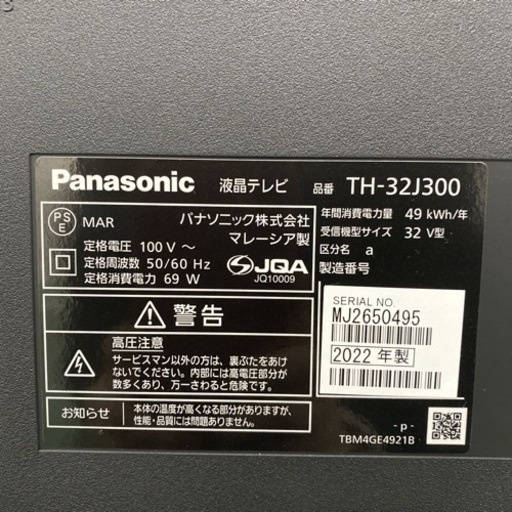 3
Panasonic 液晶テレビ 品番 TH-32J300
PS
E
MAR
パナソニック株式会社
マレーシア製
定格電圧 100 V ～
定格周波数 50/60 Hz
定格消費電力 69 W
JQA
JQ10009
年間消費電力量 49 kWh/年
受信機型サイズ 32 V型
区分名 a
製造番号
SERIAL NO.
MJ2650495
2022 年製
警告
高圧注意
サービスマン以外の方は、裏ぶたをあけ
ないでください。内部には高電圧部分が
数多くあり、万一さわると危険です。
お知らせ
本体の温度が高くなる部分がありますが、
性能・品質には問題ありません。
- p -
TBM4GE4921B
13